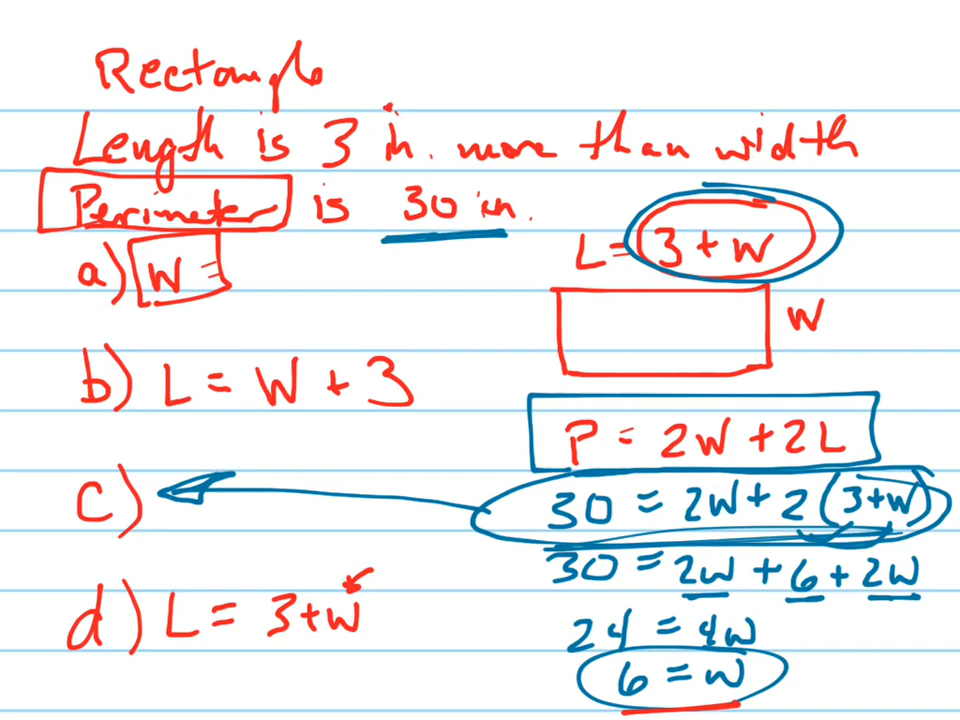 Rectangle
Length is 3 in. more than width
Perimeter is 30 in.
L = 3 + W
a) W =
W
b) L = W + 3
P = 2W + 2L
c)
30 = 2W + 2(3+W)
30 = 2W + 6 + 2W
d) L = 3+W
24 = 4W
6 = W